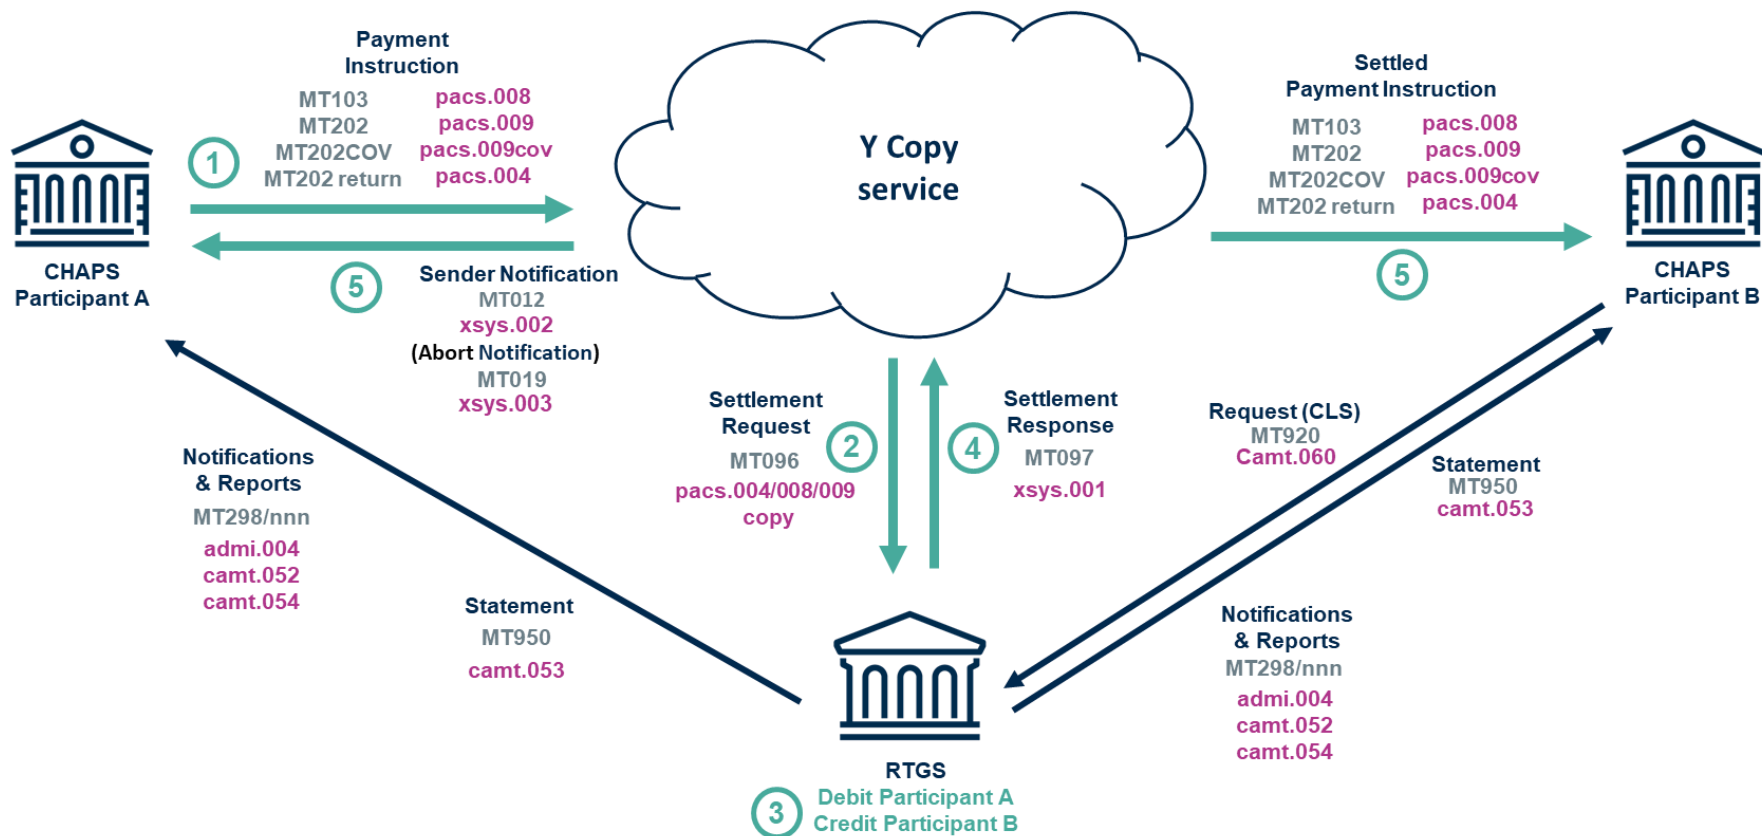 Payment
Instruction
MT103 pacs.008
MT202 pacs.009
MT202COV pacs.009cov
MT202 return pacs.004
1
CHAPS
Participant A
5
Sender Notification
MT012
xsys.002
(Abort Notification)
MT019
xsys.003
Y Copy
service
Settled
Payment Instruction
MT103 pacs.008
MT202 pacs.009
MT202COV pacs.009cov
MT202 return pacs.004
5
CHAPS
Participant B
Settlement
Request
2
MT096
pacs.004/008/009
copy
4
Settlement
Response
MT097
xsys.001
Request (CLS)
MT920
Camt.060
Statement
MT950
camt.053
Notifications
& Reports
MT298/nnn
admi.004
camt.052
camt.054
Statement
MT950
camt.053
Notifications
& Reports
MT298/nnn
admi.004
camt.052
camt.054
RTGS
3
Debit Participant A
Credit Participant B